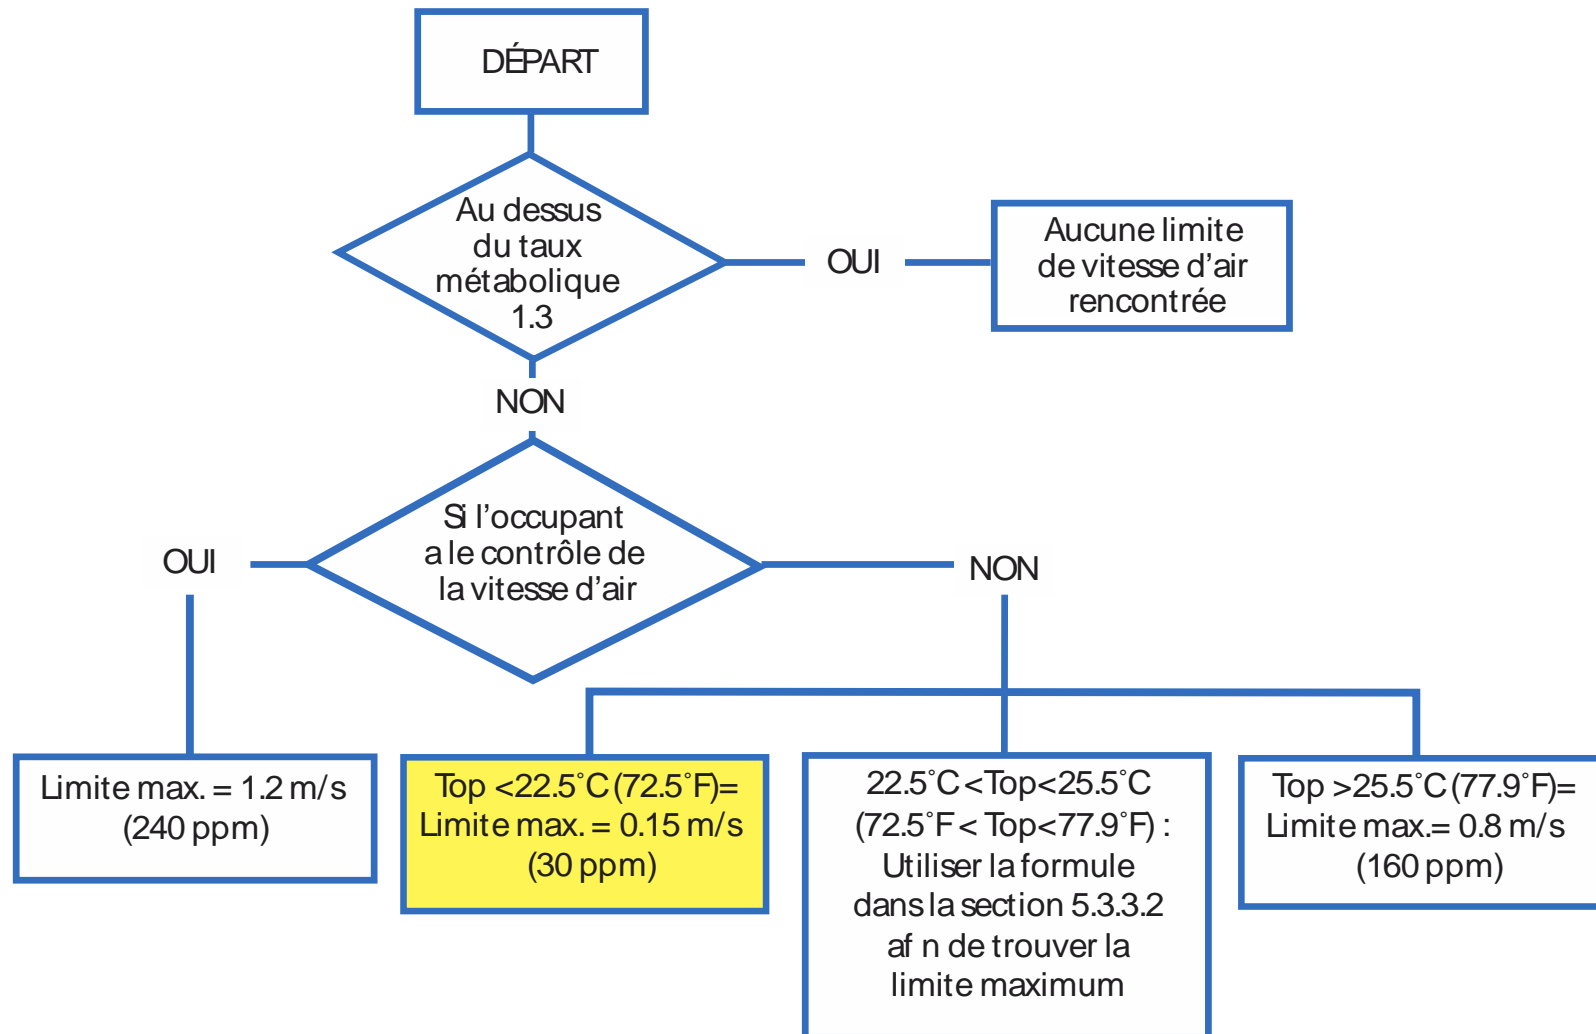 DÉPART
Au dessus
du taux
métabolique
1.3
OUI
Aucune limite
de vitesse d'air
rencontrée
NON
Si l'occupant
a le contrôle de
la vitesse d'air
OUI
NON
Limite max. = 1.2 m/s
(240 ppm)
Top <22.5°C (72.5°F)=
Limite max. = 0.15 m/s
(30 ppm)
22.5°C <Top<25.5°C
(72.5°F < Top<77.9°F) :
Utiliser la formule
dans la section 5.3.3.2
af n de trouver la
limite maximum
Top >25.5°C (77.9°F)=
Limite max.= 0.8 m/s
(160 ppm)